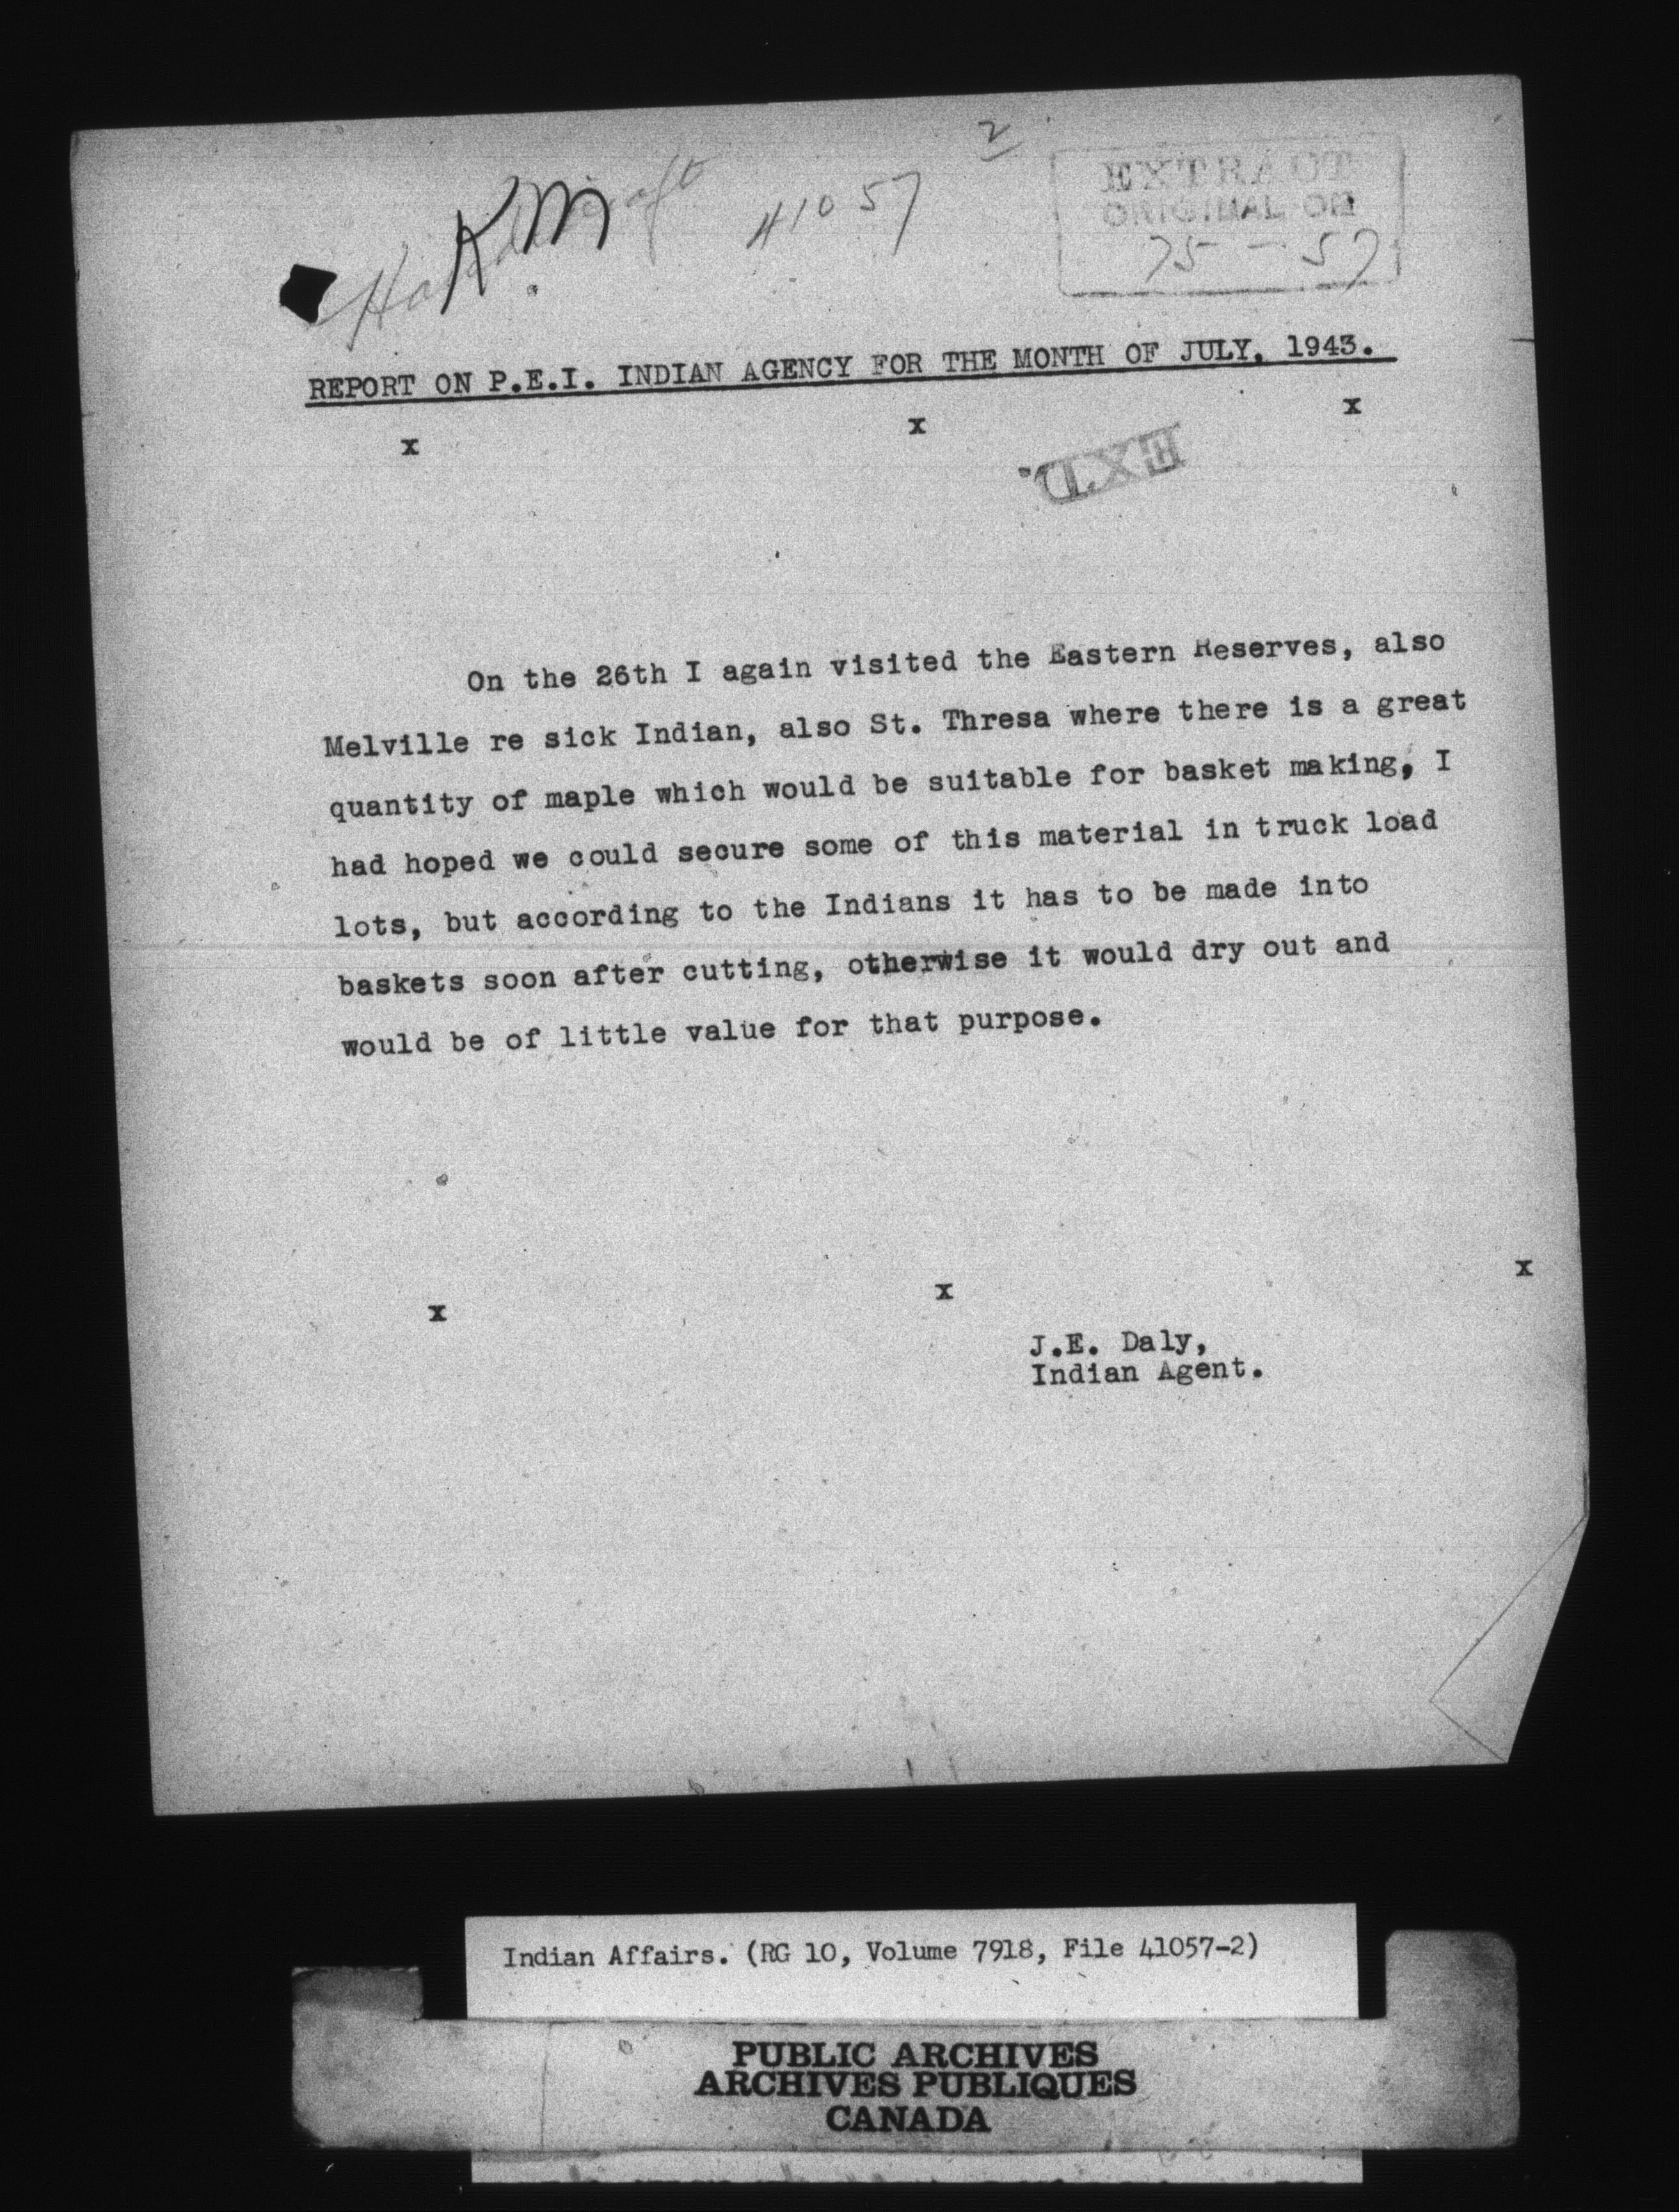 2
41057
KM
EXTRACT
ORIGINAL ON
75 - 57
REPORT ON P.E.I. INDIAN AGENCY FOR THE MONTH OF JULY, 1943.
x x x
EXD.
On the 26th I again visited the Eastern Reserves, also
Melville re sick Indian, also St. Thresa where there is a great
quantity of maple which would be suitable for basket making, I
had hoped we could secure some of this material in truck load
lots, but according to the Indians it has to be made into
baskets soon after cutting, otherwise it would dry out and
would be of little value for that purpose.
x x x
J.E. Daly,
Indian Agent.
Indian Affairs. (RG 10, Volume 7918, File 41057-2)
PUBLIC ARCHIVES
ARCHIVES PUBLIQUES
CANADA